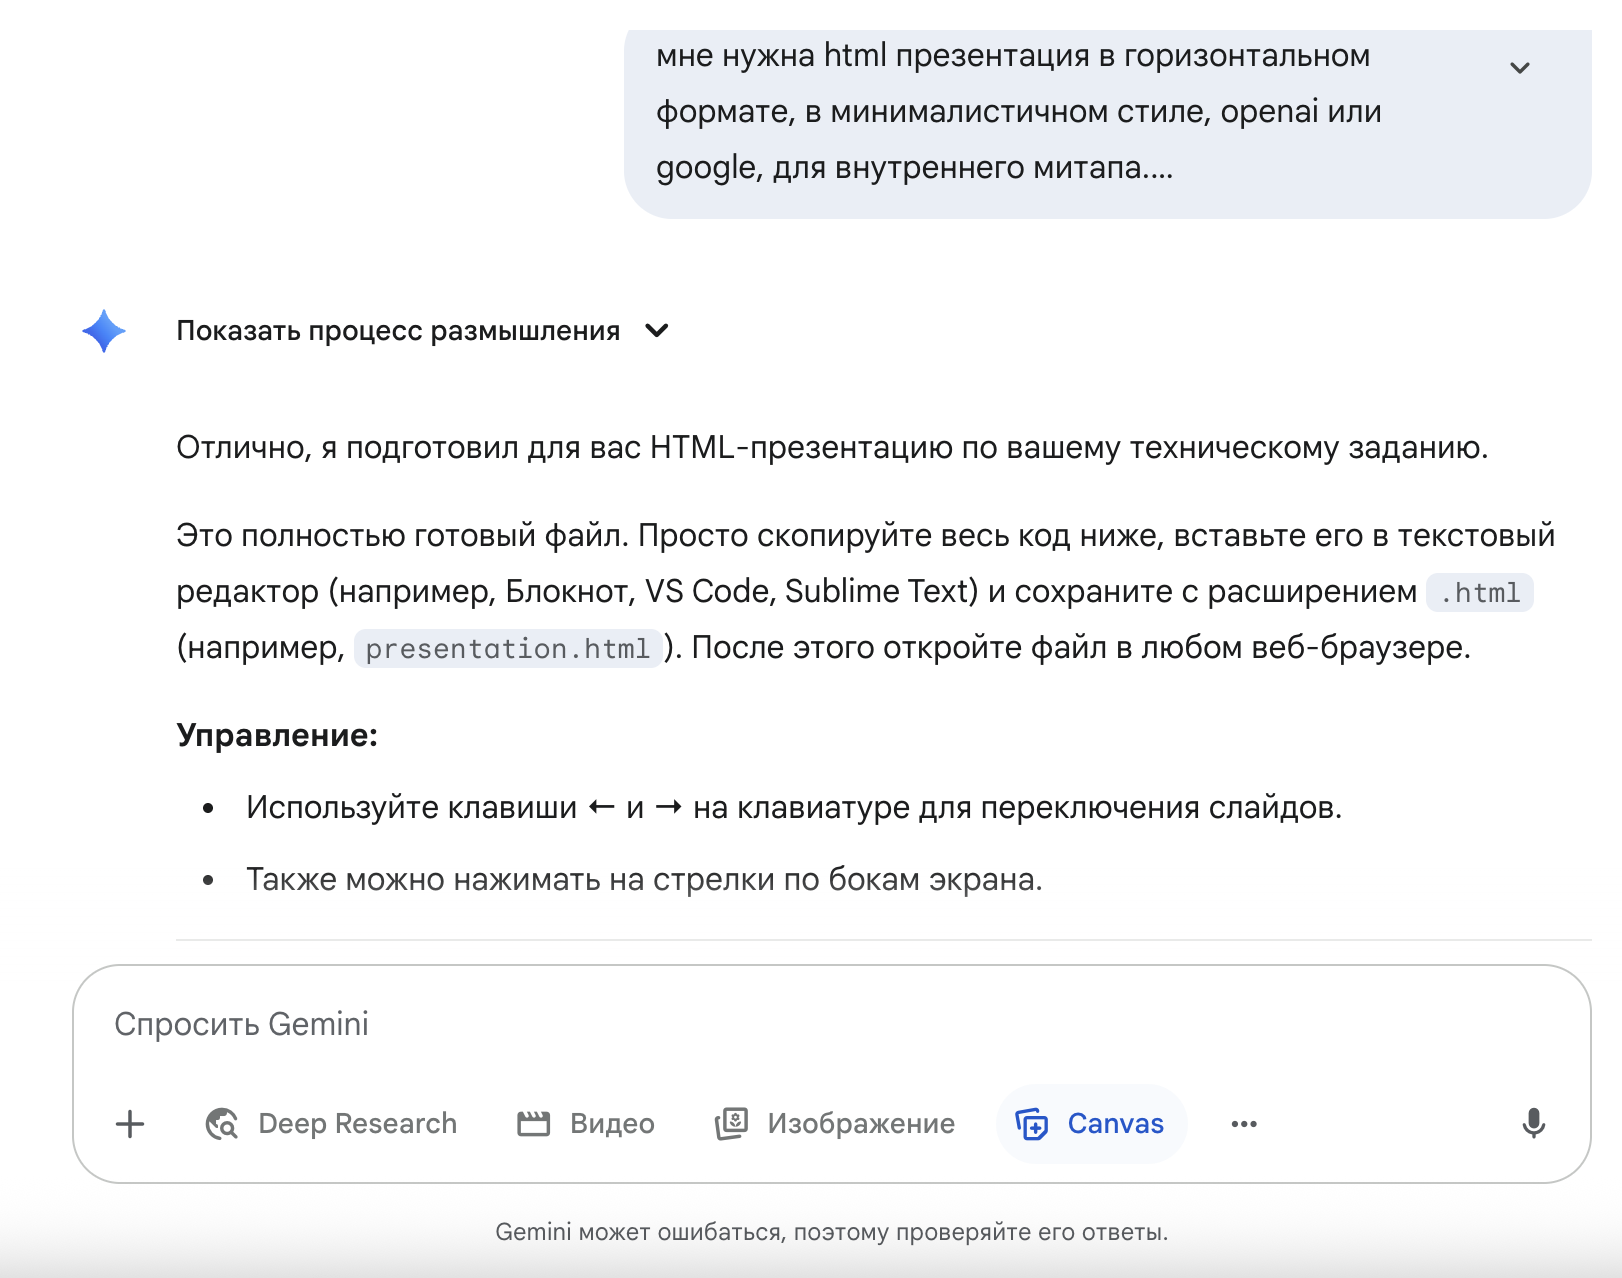 мне нужна html презентация в горизонтальном
формате, в минималистичном стиле, openai или
google, для внутреннего митапа....
Показать процесс размышления
Отлично, я подготовил для вас HTML-презентацию по вашему техническому заданию.
Это полностью готовый файл. Просто скопируйте весь код ниже, вставьте его в текстовый
редактор (например, Блокнот, VS Code, Sublime Text) и сохраните с расширением .html
(например, presentation.html). После этого откройте файл в любом веб-браузере.
Управление:
• Используйте клавиши ← и → на клавиатуре для переключения слайдов.
• Также можно нажимать на стрелки по бокам экрана.
Спросить Gemini
Deep Research Видео Изображение Canvas
Gemini может ошибаться, поэтому проверяйте его ответы.